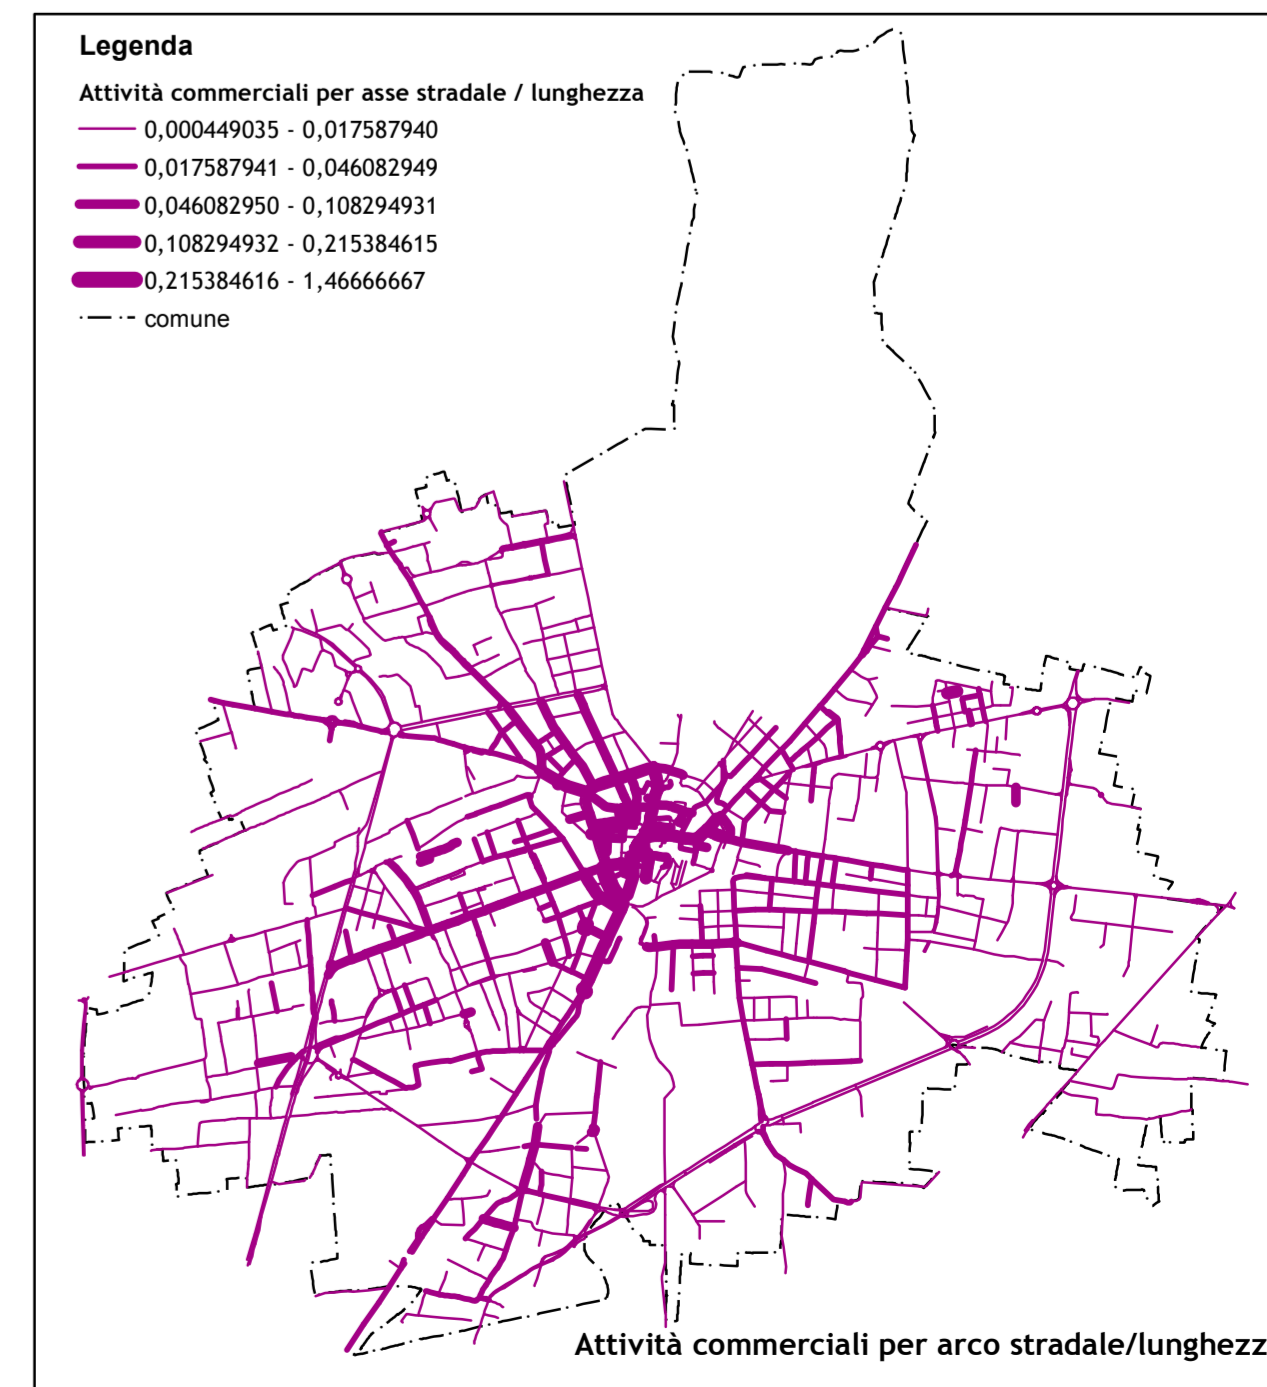 Legenda
Attività commerciali per asse stradale / lunghezza
0,000449035 - 0,017587940
0,017587941 - 0,046082949
0,046082950 - 0,108294931
0,108294932 - 0,215384615
0,215384616 - 1,46666667
comune
Attività commerciali per arco stradale/lunghezz